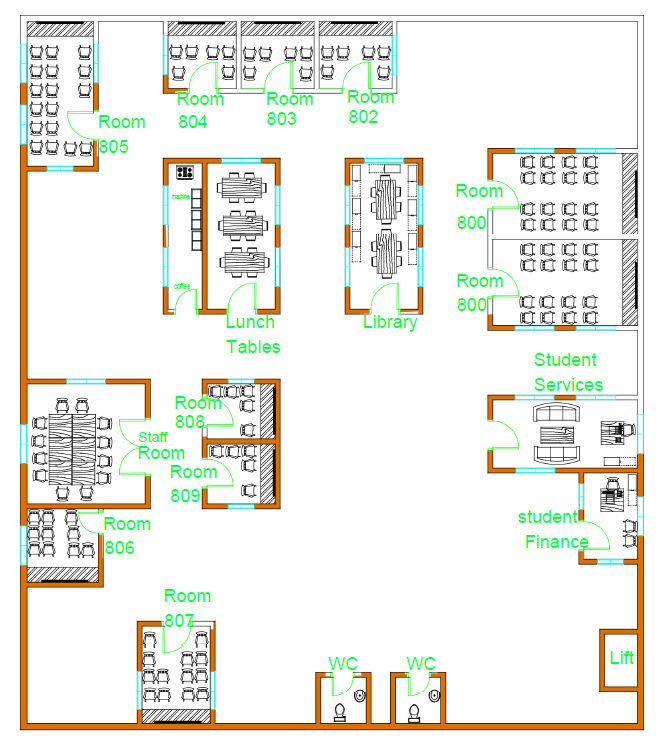 Room
804
Room
803
Room
802
Room
805
machine
coffee
Room
800
Room
800
Lunch
Tables
Library
Student
Services
Room
808
Staff
Room
Room
809
student
Finance
Room
806
Room
807
WC
WC
Lift